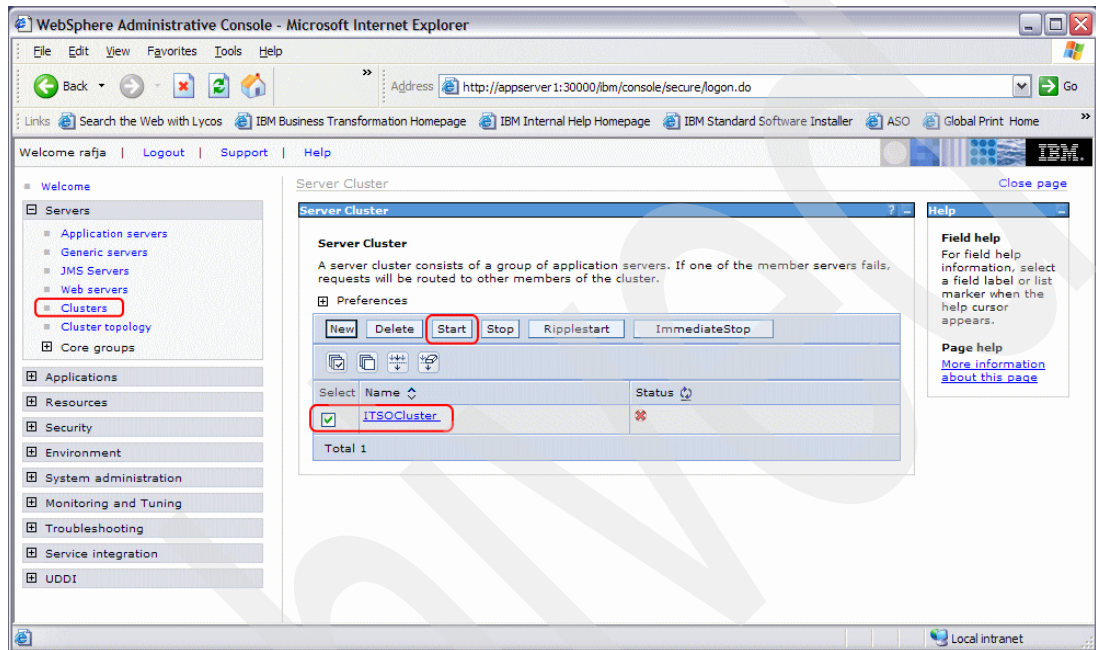 WebSphere Administrative Console - Microsoft Internet Explorer
File Edit View Favorites Tools Help
Back » Address http://appserver1:30000/ibm/console/secure/logon.do Go
Links Search the Web with Lycos IBM Business Transformation Homepage IBM Internal Help Homepage IBM Standard Software Installer ASO Global Print Home »
Welcome rafja | Logout | Support | Help IBM.
Welcome
Servers
Application servers
Generic servers
JMS Servers
Web servers
Clusters
Cluster topology
Core groups
Applications
Resources
Security
Environment
System administration
Monitoring and Tuning
Troubleshooting
Service integration
UDDI
Server Cluster Close page
Server Cluster ? -
Server Cluster
A server cluster consists of a group of application servers. If one of the member servers fails,
requests will be routed to other members of the cluster.
Preferences
New Delete Start Stop Ripplestart ImmediateStop
Select Name Status
ITSOCluster
Total 1
Help -
Field help
For field help
information, select
a field label or list
marker when the
help cursor
appears.
Page help
More information
about this page
Local intranet